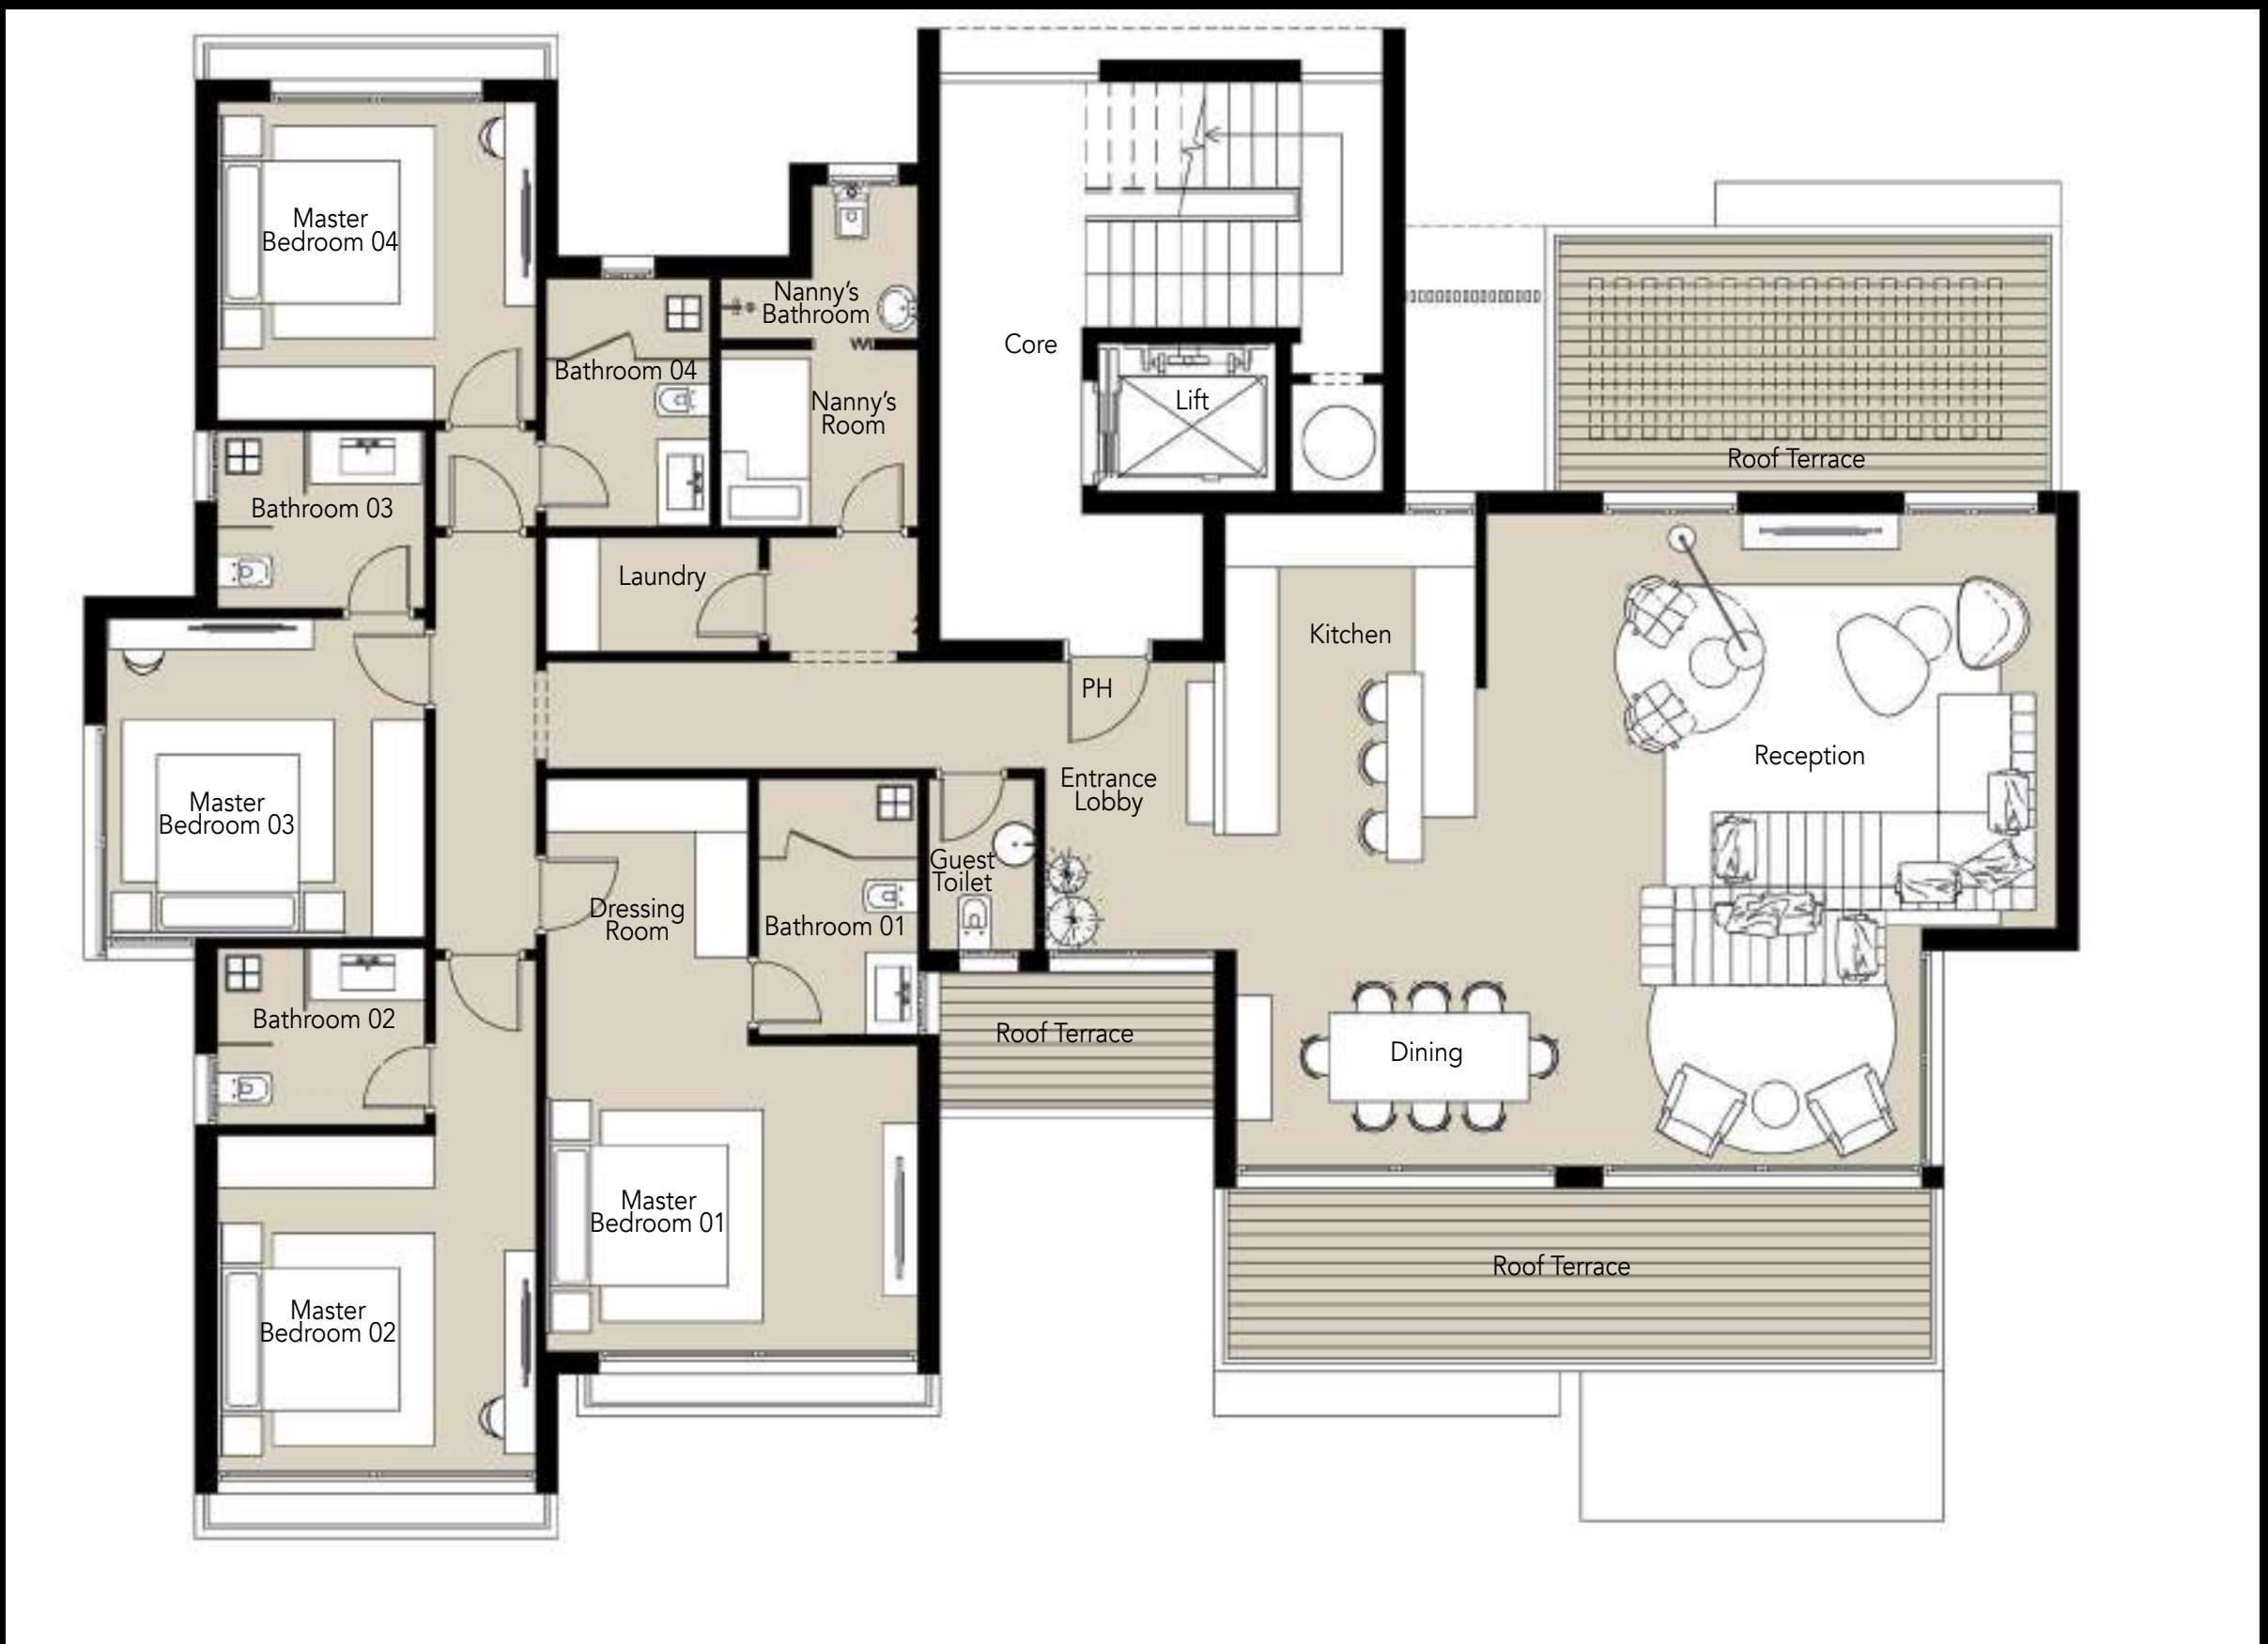 Master
Bedroom 04
Nanny's
Bathroom
Core
Bathroom 04
Lift
Nanny's
Room
Roof Terrace
Bathroom 03
Laundry
Kitchen
PH
Reception
Entrance
Lobby
Master
Bedroom 03
Guest
Toilet
Dressing
Room
Bathroom 01
Bathroom 02
Roof Terrace
Dining
Master
Bedroom 01
Roof Terrace
Master
Bedroom 02